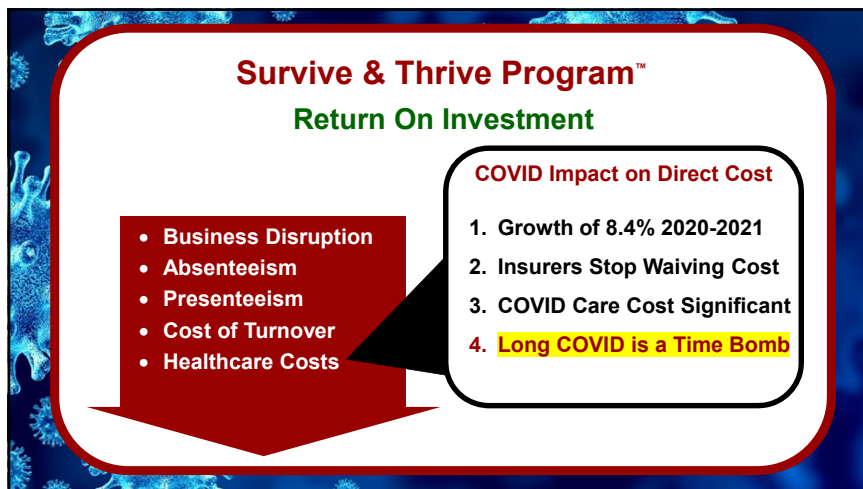 Survive & Thrive Program™
Return On Investment
• Business Disruption
• Absenteeism
• Presenteeism
• Cost of Turnover
• Healthcare Costs
COVID Impact on Direct Cost
1. Growth of 8.4% 2020-2021
2. Insurers Stop Waiving Cost
3. COVID Care Cost Significant
4. Long COVID is a Time Bomb